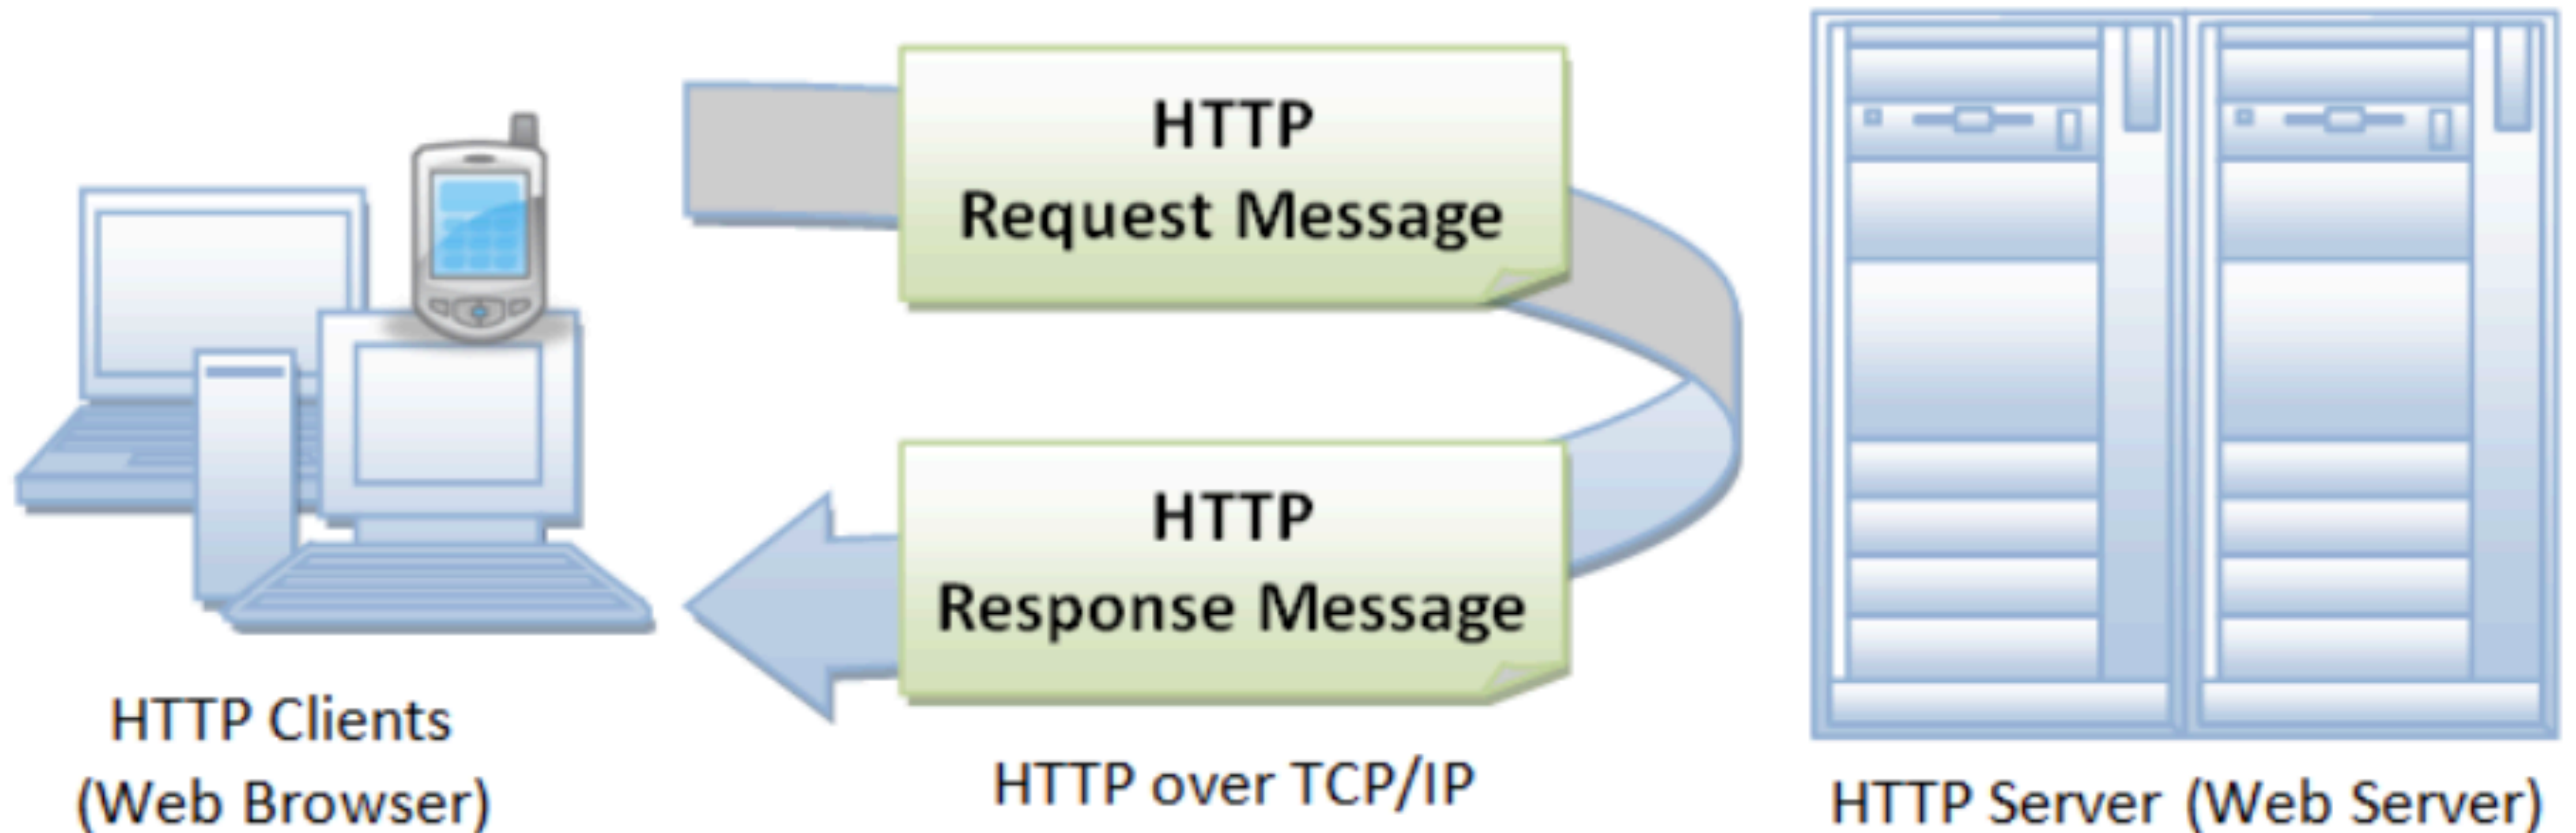 HTTP
Request Message
HTTP
Response Message
HTTP Clients
(Web Browser)
HTTP over TCP/IP
HTTP Server (Web Server)